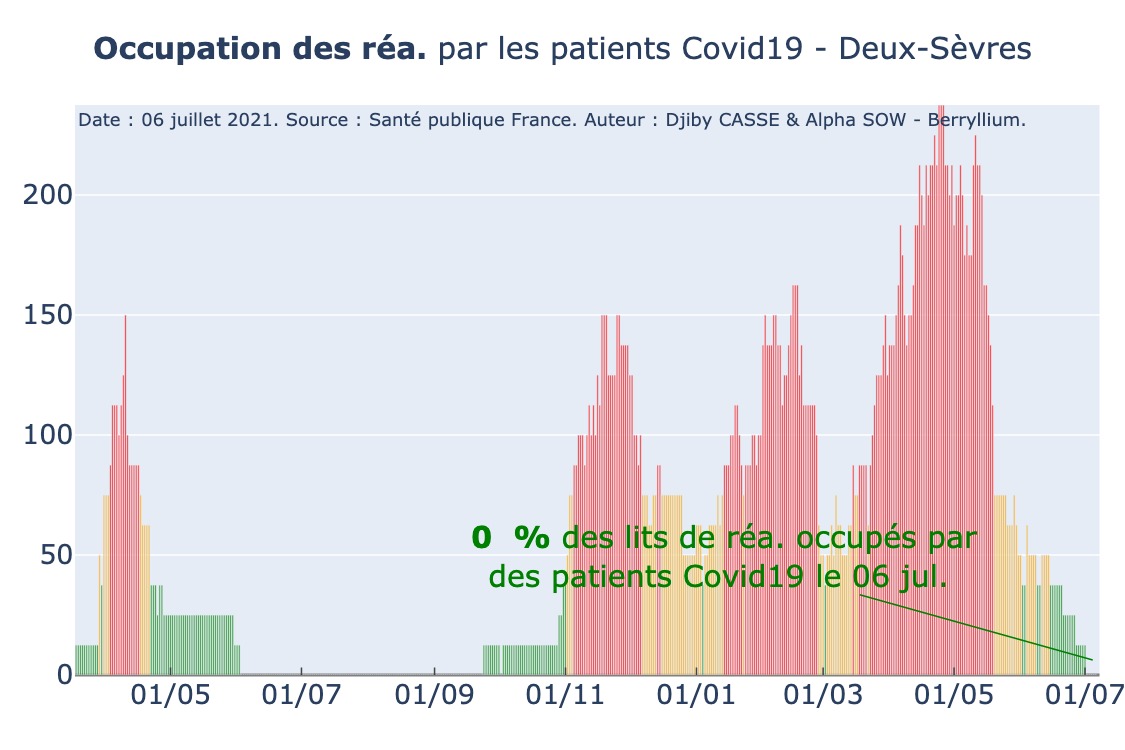 Occupation des réa. par les patients Covid19 - Deux-Sèvres
Date : 06 juillet 2021. Source : Santé publique France. Auteur : Djiby CASSE & Alpha SOW - Berryllium.
200
150
100
50
0
0 % des lits de réa. occupés par
des patients Covid19 le 06 jul.
01/05 01/07 01/09 01/11 01/01 01/03 01/05 01/07